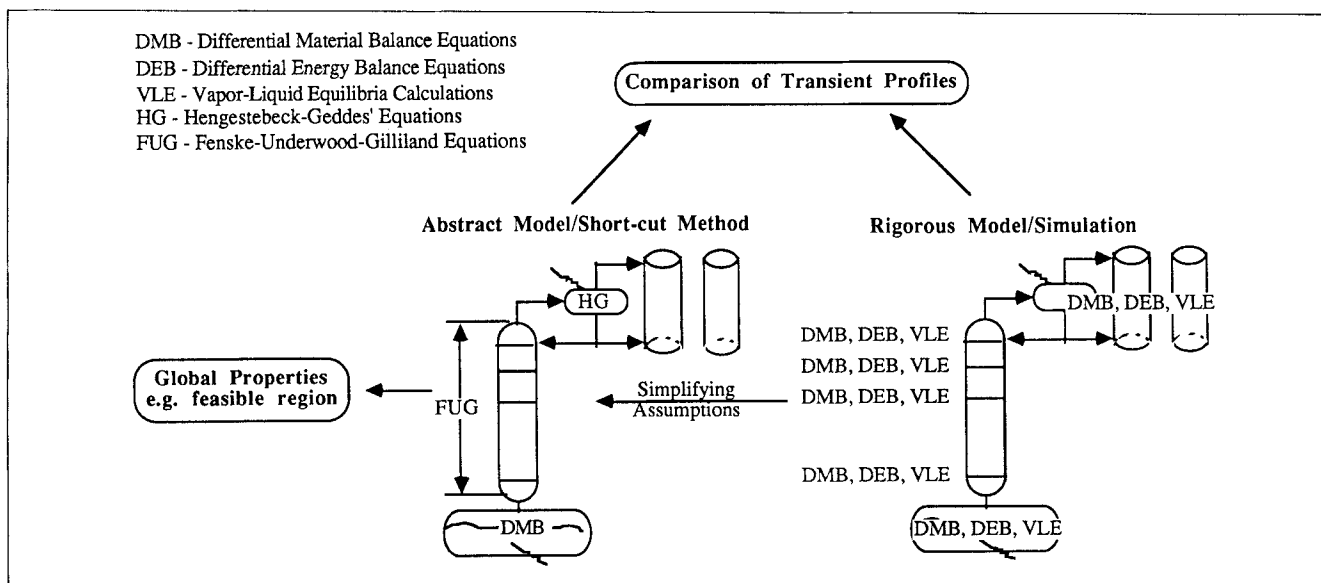 DMB - Differential Material Balance Equations
DEB - Differential Energy Balance Equations
VLE - Vapor-Liquid Equilibria Calculations
HG - Hengestebeck-Geddes' Equations
FUG - Fenske-Underwood-Gilliland Equations
Comparison of Transient Profiles
Abstract Model/Short-cut Method
Rigorous Model/Simulation
HG
DMB, DEB, VLE
DMB, DEB, VLE
DMB, DEB, VLE
DMB, DEB, VLE
Global Properties
e.g. feasible region
FUG
Simplifying
Assumptions
DMB, DEB, VLE
DMB
DMB, DEB, VLE